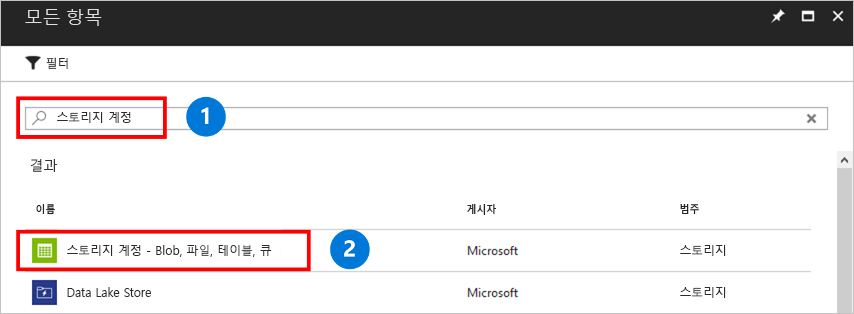 모든 항목
필터
스토리지 계정
1
결과
이름 게시자 범주
스토리지 계정 - Blob, 파일, 테이블, 큐 2 Microsoft 스토리지
Data Lake Store Microsoft 스토리지